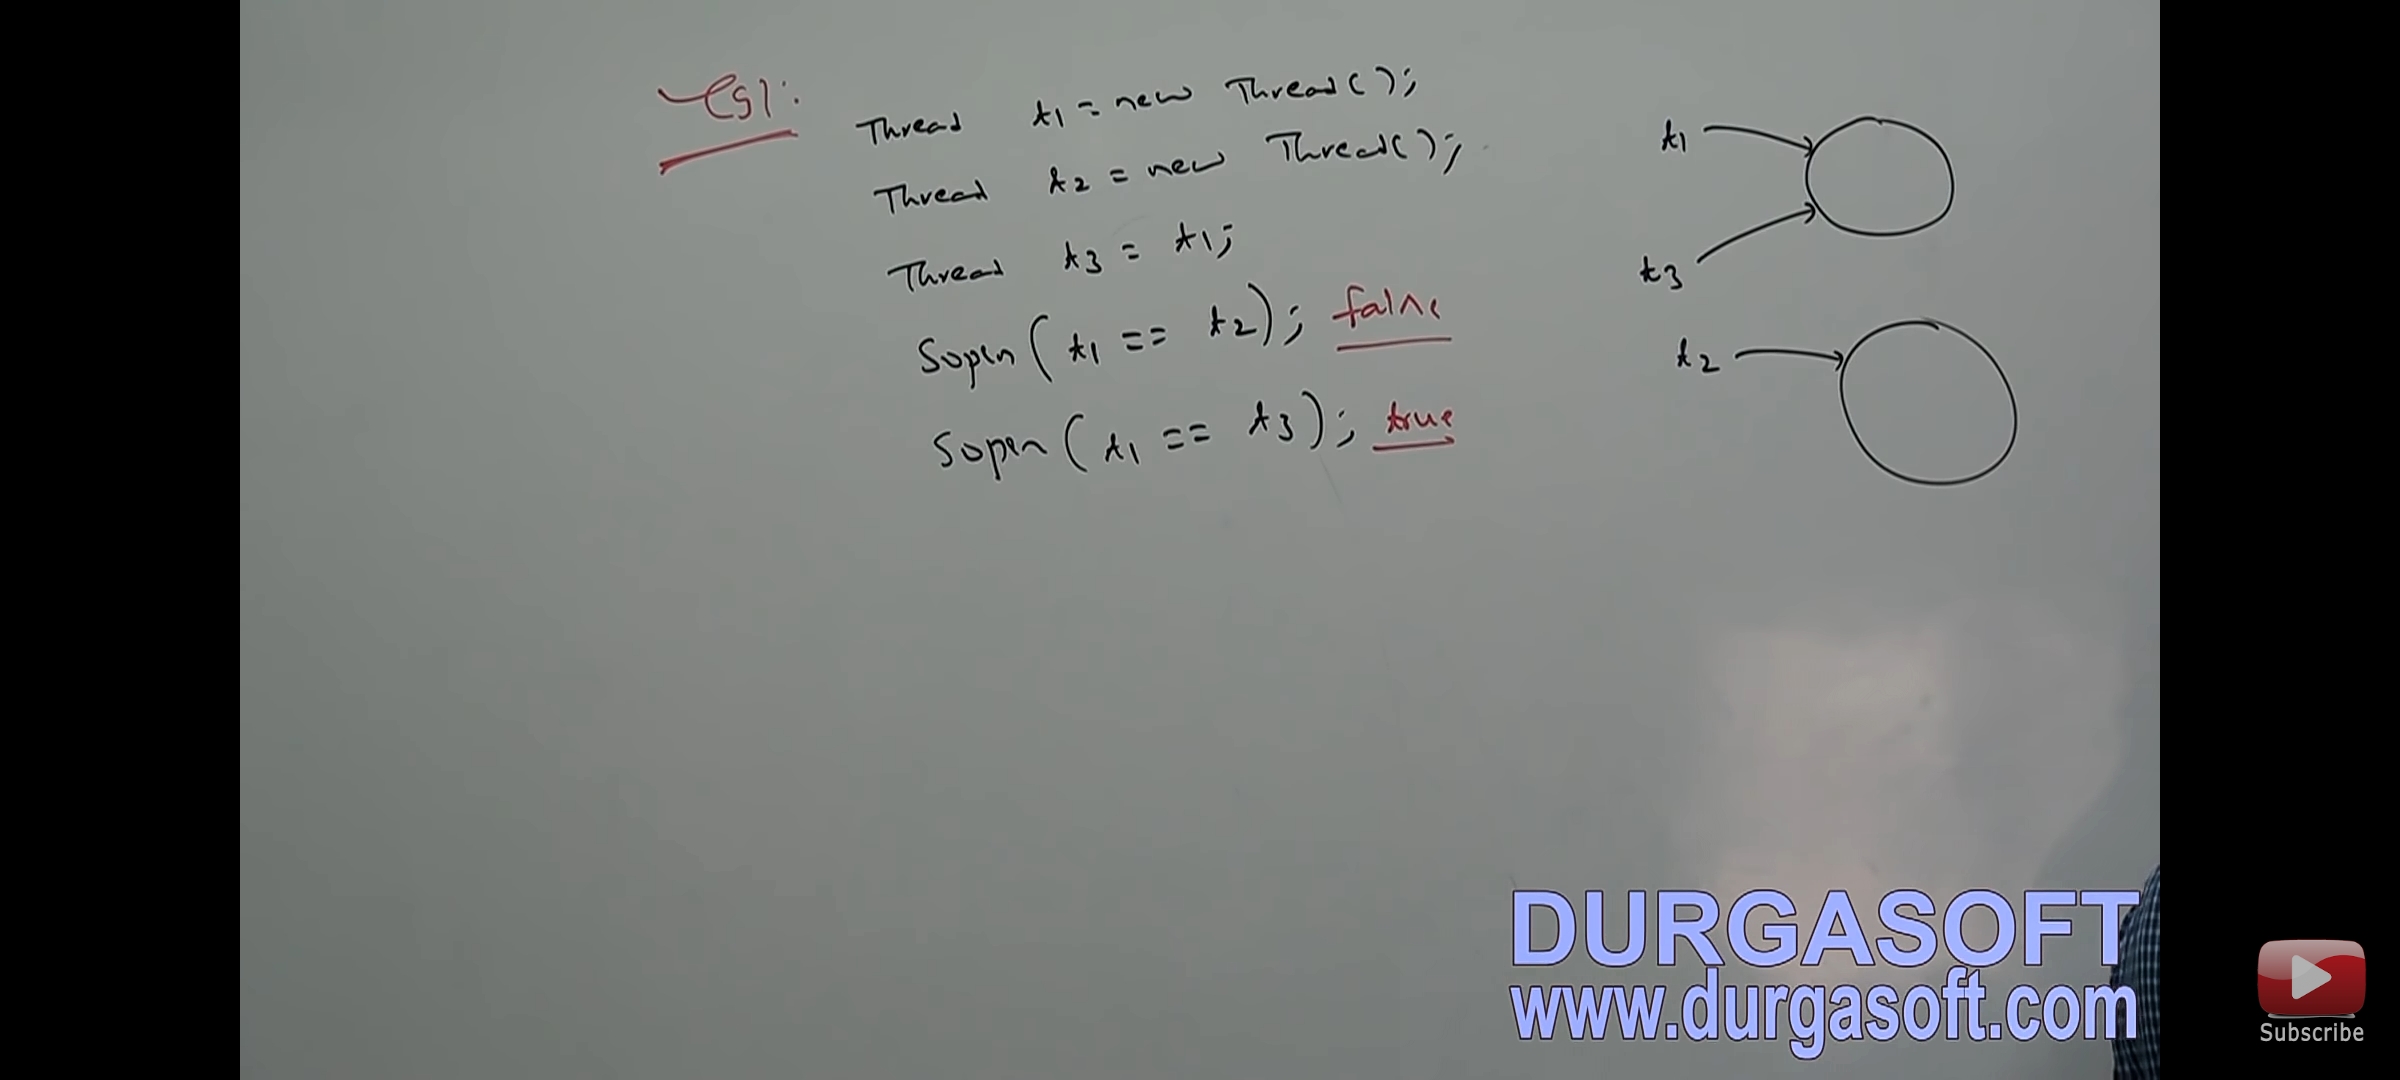 Eg1:
Thread t1 = new Thread();
Thread t2 = new Thread();
Thread t3 = t1;
Sopln(t1 == t2); false
Sopln(t1 == t3); true
t1
t3
t2
DURGASOFT
www.durgasoft.com
Subscribe